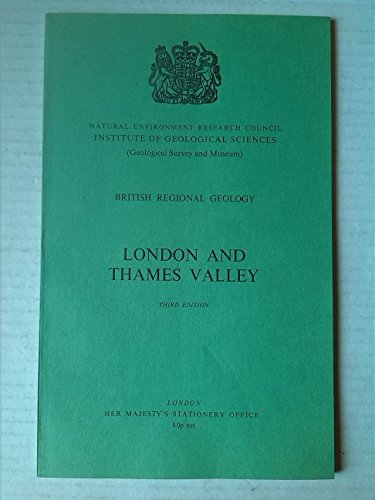 NATURAL ENVIRONMENT RESEARCH COUNCIL
INSTITUTE OF GEOLOGICAL SCIENCES
(Geological Survey and Museum)
BRITISH REGIONAL GEOLOGY
LONDON AND
THAMES VALLEY
THIRD EDITION
LONDON
HER MAJESTY'S STATIONERY OFFICE
80p net